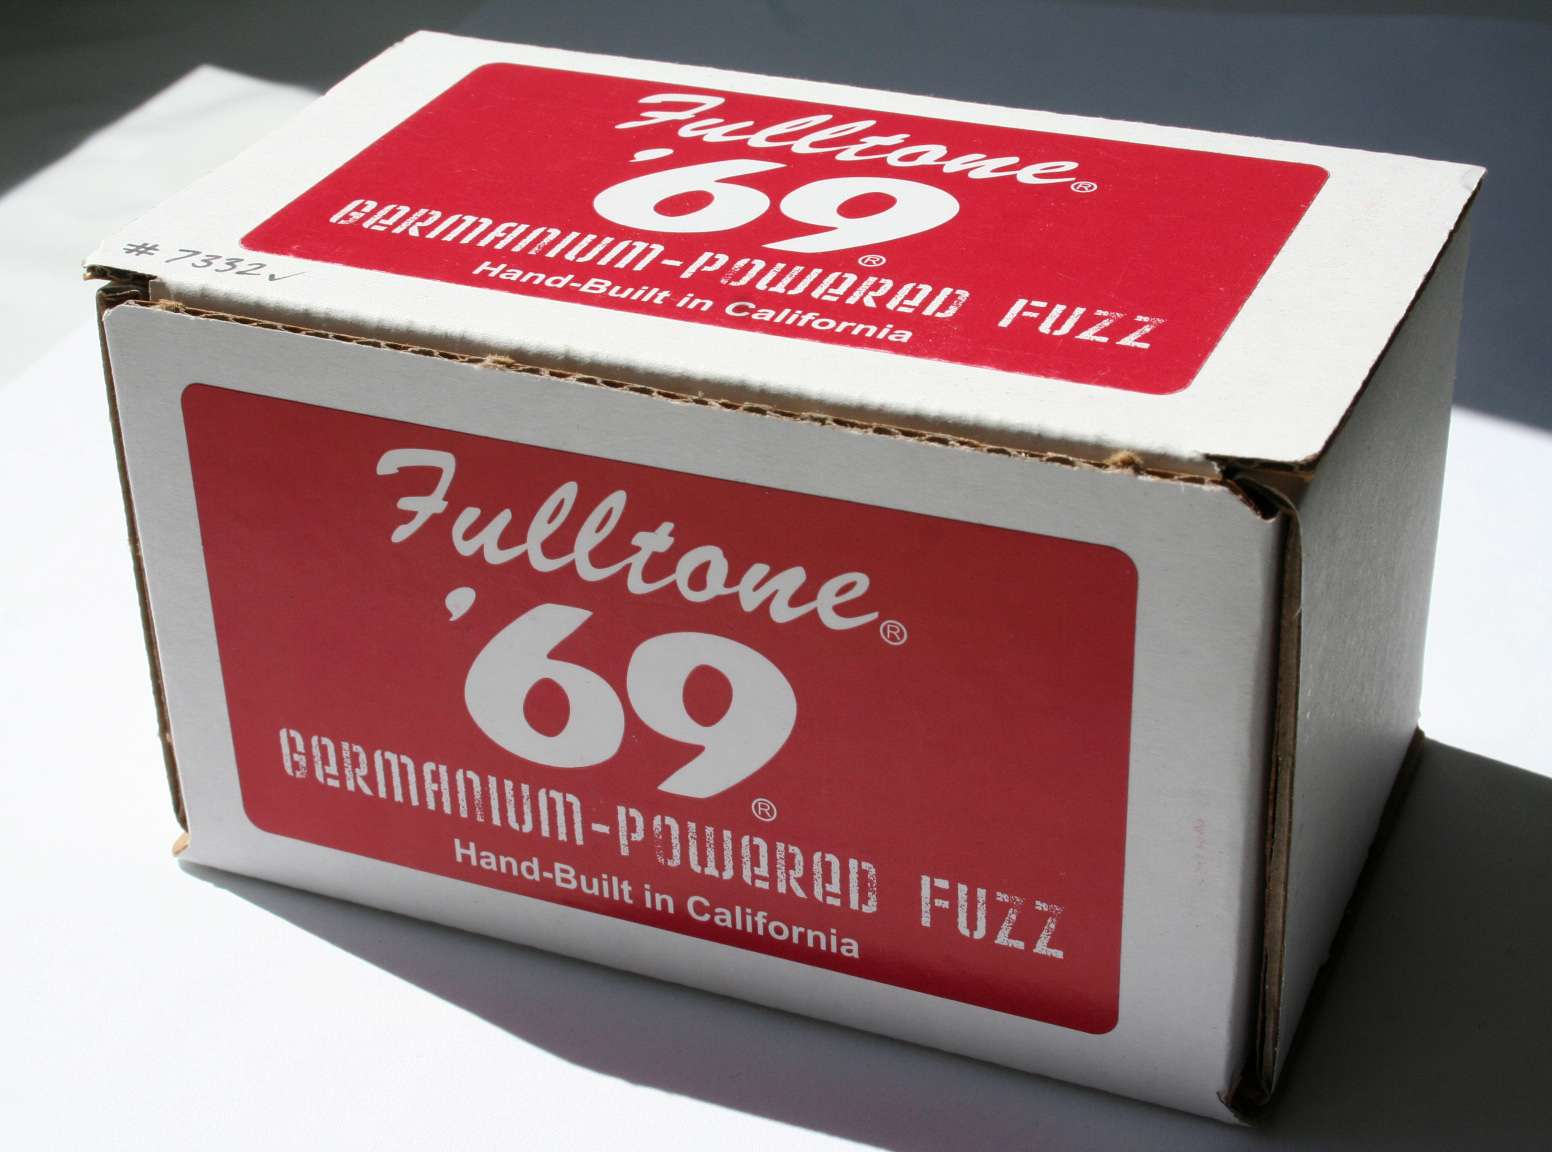 Fulltone®
'69®
GERMANIUM-POWERED FUZZ
Hand-Built in California
# 7332✓
Fulltone®
'69®
GERMANIUM-POWERED FUZZ
Hand-Built in California